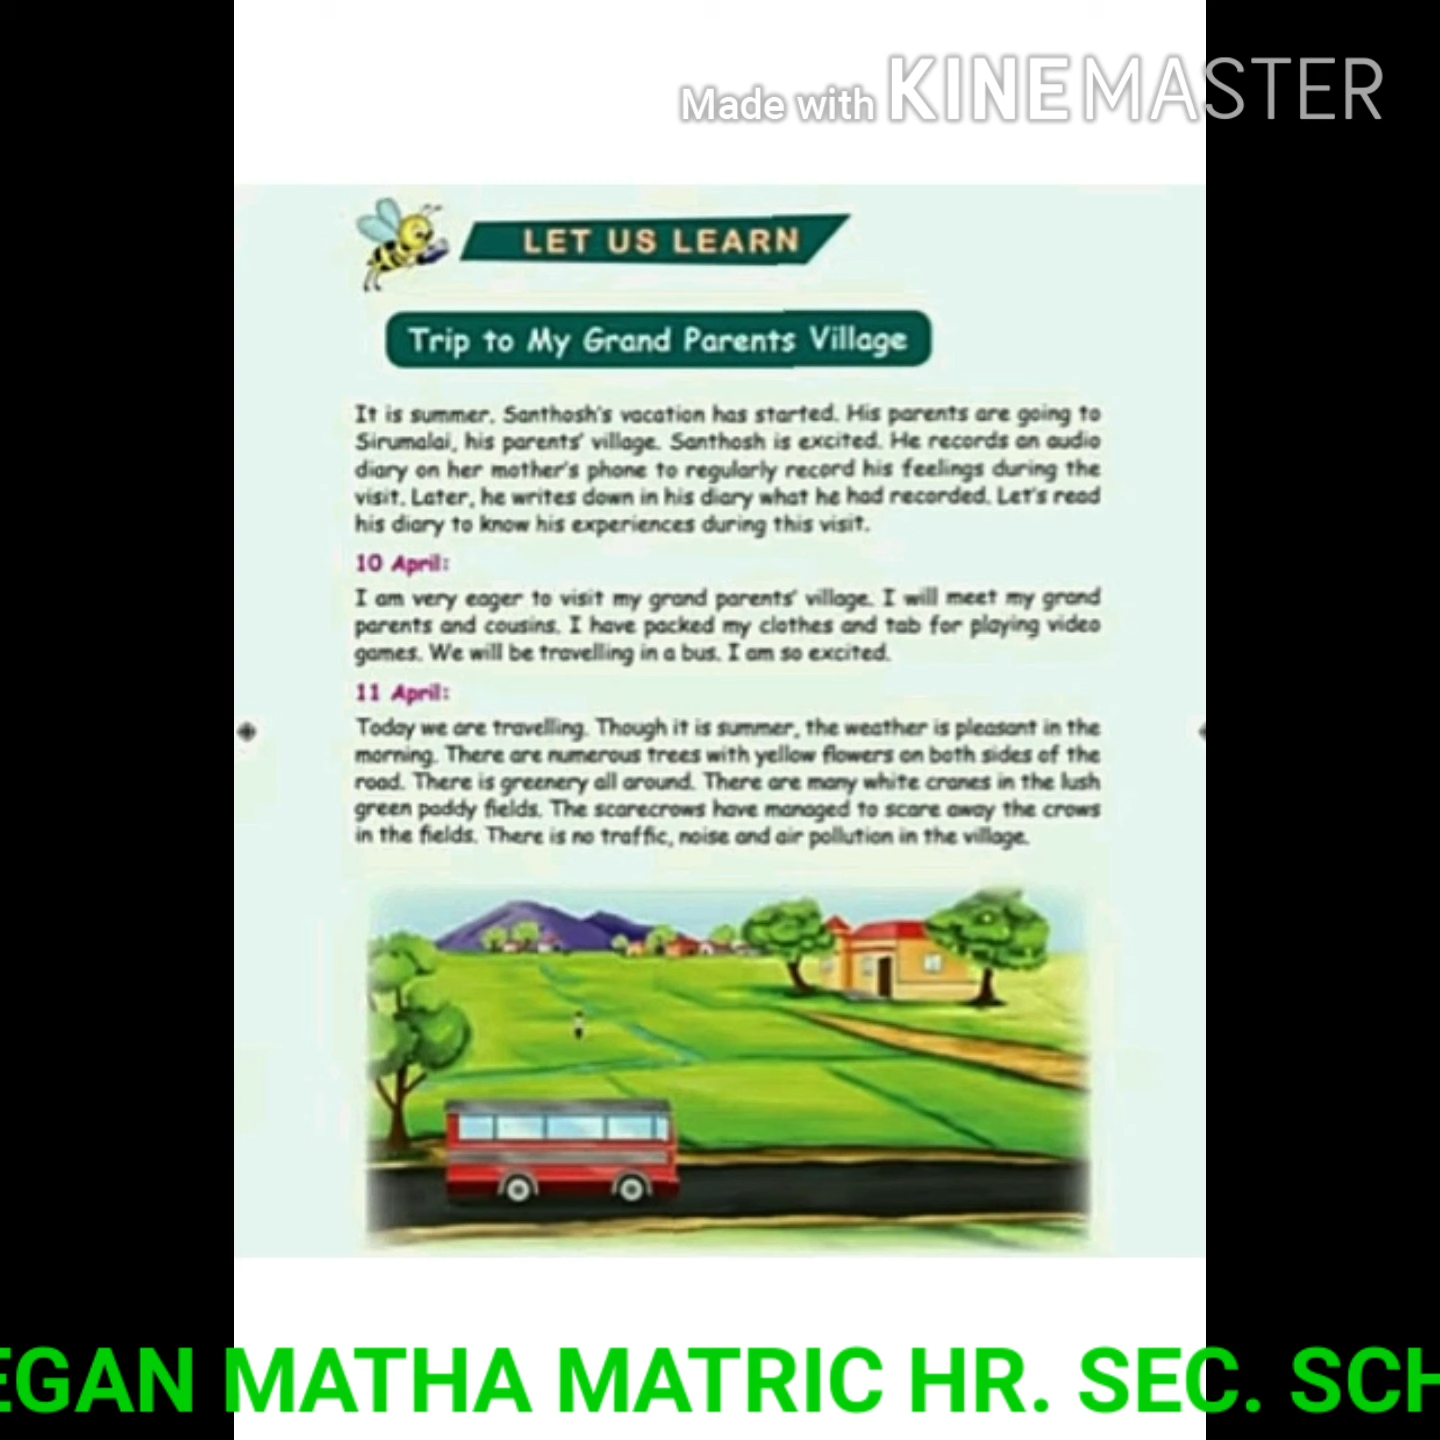 Made with KINEMASTER
LET US LEARN
Trip to My Grand Parents Village
It is summer. Santhosh's vacation has started. His parents are going to
Sirumalai, his parents' village. Santhosh is excited. He records an audio
diary on her mother's phone to regularly record his feelings during the
visit. Later, he writes down in his diary what he had recorded. Let's read
his diary to know his experiences during this visit.
10 April:
I am very eager to visit my grand parents' village. I will meet my grand
parents and cousins. I have packed my clothes and tab for playing video
games. We will be travelling in a bus. I am so excited.
11 April:
Today we are travelling. Though it is summer, the weather is pleasant in the
morning. There are numerous trees with yellow flowers on both sides of the
road. There is greenery all around. There are many white cranes in the lush
green paddy fields. The scarecrows have managed to scare away the crows
in the fields. There is no traffic, noise and air pollution in the village.
EGAN MATHA MATRIC HR. SEC. SCH